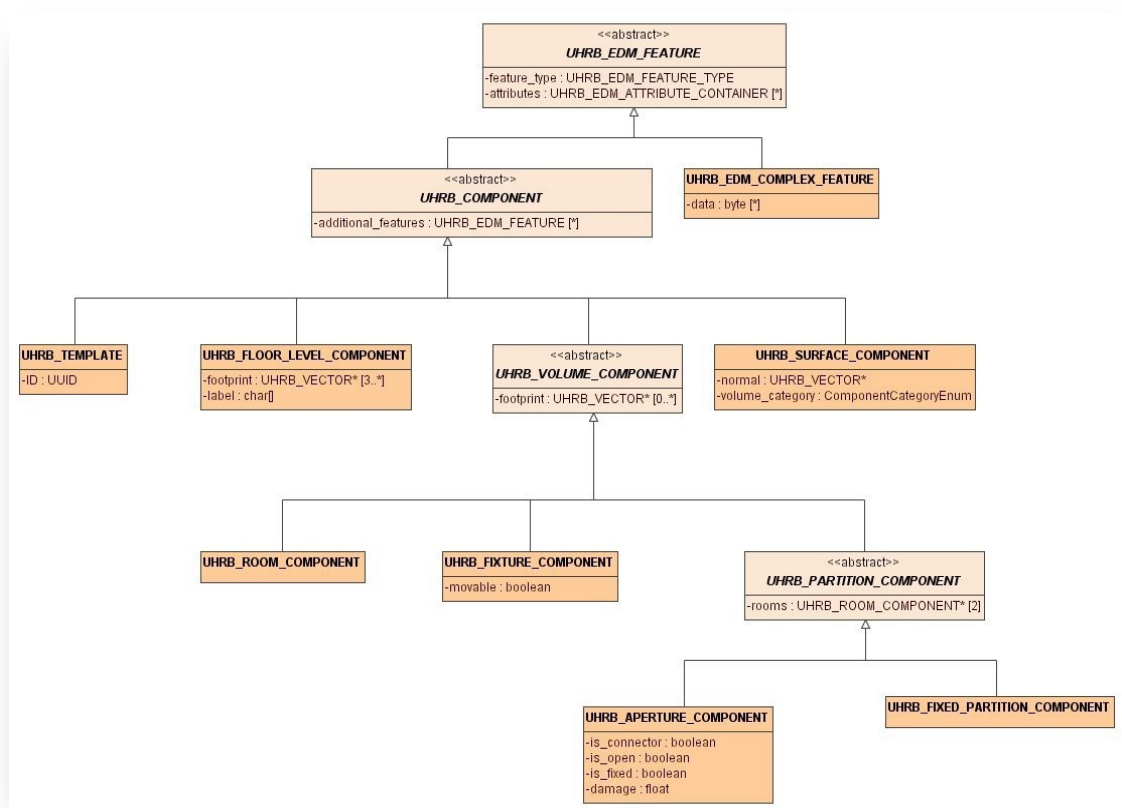 <<abstract>>
UHRB_EDM_FEATURE
-feature_type : UHRB_EDM_FEATURE_TYPE
-attributes : UHRB_EDM_ATTRIBUTE_CONTAINER [*]
<<abstract>>
UHRB_COMPONENT
-additional_features : UHRB_EDM_FEATURE [*]
UHRB_EDM_COMPLEX_FEATURE
-data : byte [*]
UHRB_TEMPLATE
-ID : UUID
UHRB_FLOOR_LEVEL_COMPONENT
-footprint : UHRB_VECTOR* [3..*]
-label : char[]
<<abstract>>
UHRB_VOLUME_COMPONENT
-footprint : UHRB_VECTOR* [0..*]
UHRB_SURFACE_COMPONENT
-normal : UHRB_VECTOR*
-volume_category : ComponentCategoryEnum
UHRB_ROOM_COMPONENT
UHRB_FIXTURE_COMPONENT
-movable : boolean
<<abstract>>
UHRB_PARTITION_COMPONENT
-rooms : UHRB_ROOM_COMPONENT* [2]
UHRB_APERTURE_COMPONENT
-is_connector : boolean
-is_open : boolean
-is_fixed : boolean
-damage : float
UHRB_FIXED_PARTITION_COMPONENT